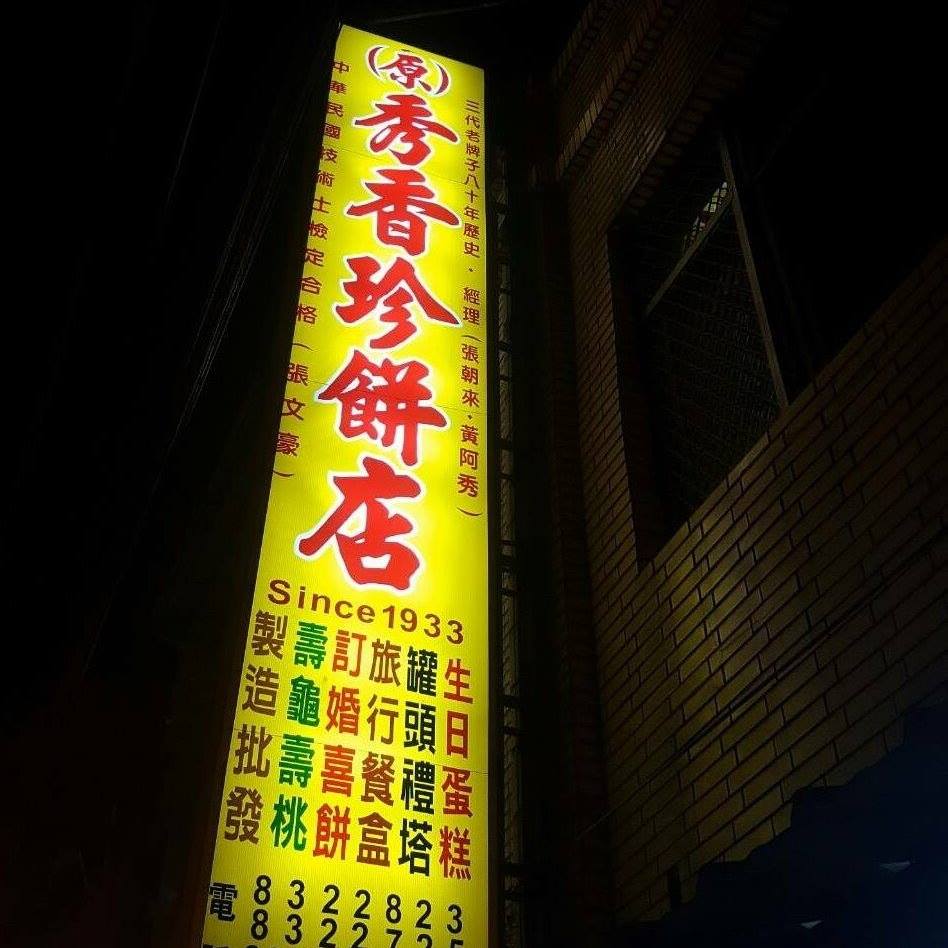 (原)
秀香珍餅店
三代老牌子八十年歷史．經理(張朝來．黃阿秀)
中華民國技術士檢定合格(張文豪)
Since1933
生日蛋糕
罐頭禮塔
旅行餐盒
訂婚喜餅
壽龜壽桃
製造批發
電 8322823